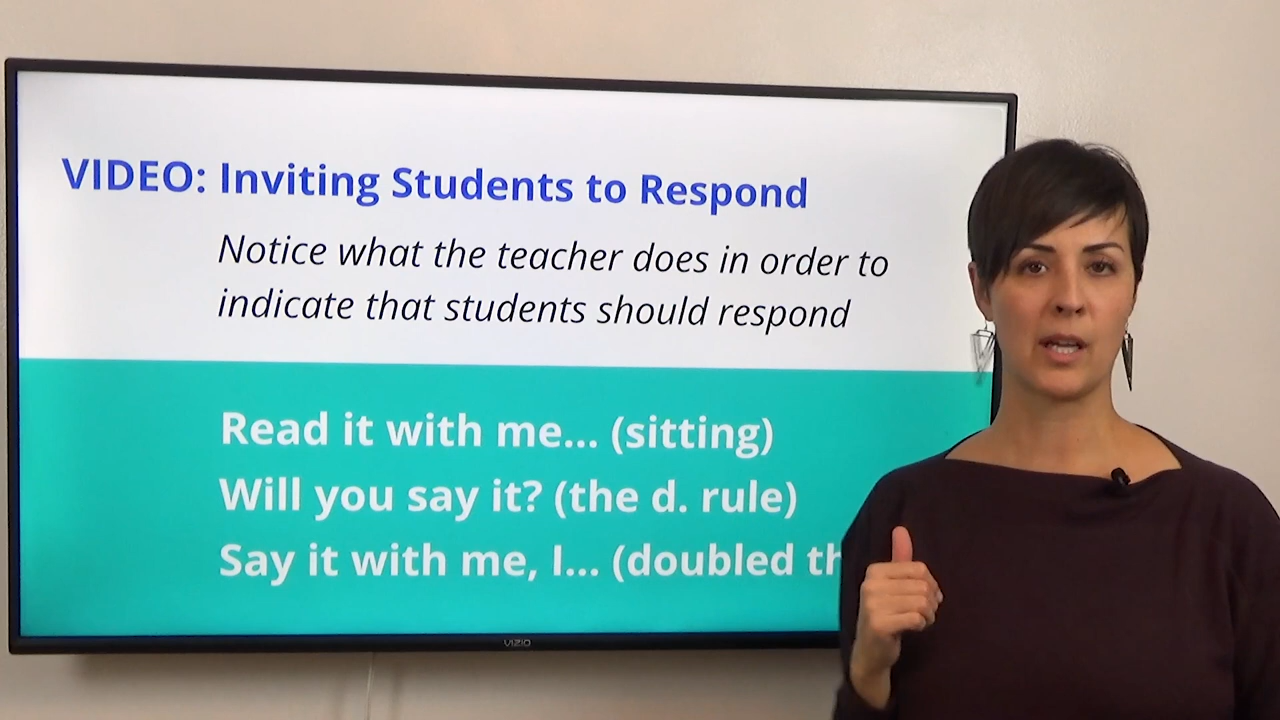 VIDEO: Inviting Students to Respond
Notice what the teacher does in order to
indicate that students should respond
Read it with me... (sitting)
Will you say it? (the d. rule)
Say it with me, I... (doubled th
VIZIO